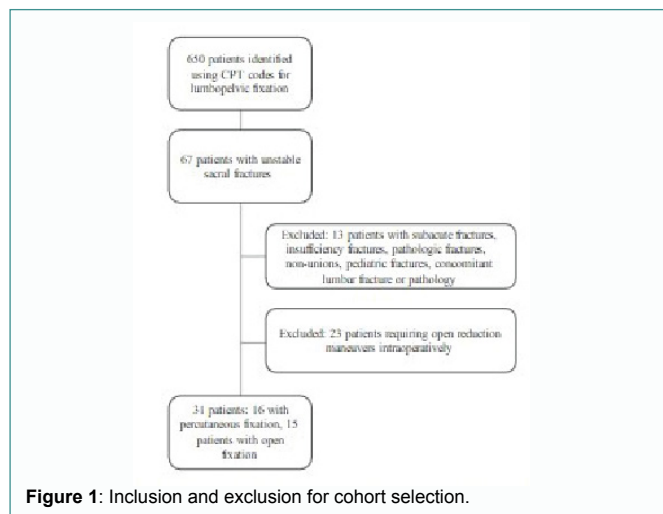 650 patients identified
using CPT codes for
lumbopelvic fixation
67 patients with unstable
sacral fractures
Excluded: 13 patients with subacute fractures,
insufficiency fractures, pathologic fractures,
non-unions, pediatric fractures, concomitant
lumbar fracture or pathology
Excluded: 23 patients requiring open reduction
maneuvers intraoperatively
31 patients: 16 with
percutaneous fixation, 15
patients with open
fixation
Figure 1: Inclusion and exclusion for cohort selection.